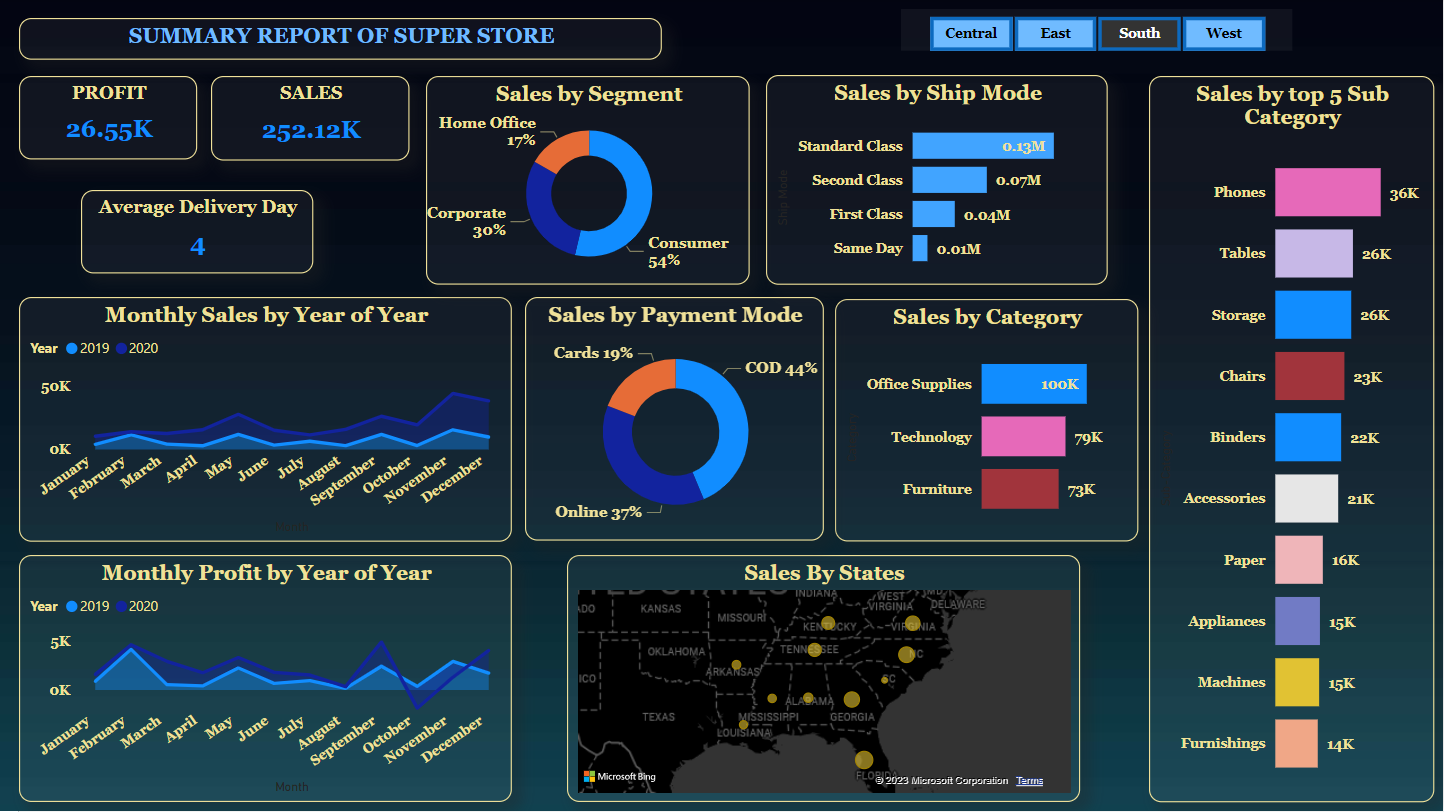 SUMMARY REPORT OF SUPER STORE
Central
East
South
West
PROFIT
26.55K
SALES
252.12K
Average Delivery Day
4
Sales by Segment
Home Office
17%
Corporate
30%
Consumer
54%
Sales by Ship Mode
Ship Mode
Standard Class
0.13M
Second Class
0.07M
First Class
0.04M
Same Day
0.01M
Sales by top 5 Sub
Category
Phones
36K
Tables
26K
Storage
26K
Chairs
23K
Binders
22K
Accessories
21K
Paper
16K
Appliances
15K
Machines
15K
Furnishings
14K
Monthly Sales by Year of Year
Year 2019 2020
50K
0K
January
February
March
April
May
June
July
August
September
October
November
December
Month
Sales by Payment Mode
Cards 19%
COD 44%
Online 37%
Sales by Category
Office Supplies
100K
Technology
79K
Furniture
73K
Monthly Profit by Year of Year
Year 2019 2020
5K
0K
January
February
March
April
May
June
July
August
September
October
November
December
Month
Sales By States
INDIANA
WEST
VIRGINIA
DELAWARE
KANSAS
MISSOURI
KENTUCKY
VIRGINIA
OKLAHOMA
TENNESSEE
NC
ARKANSAS
SC
ALABAMA
TEXAS
MISSISSIPPI
GEORGIA
LOUISIANA
FLORIDA
Microsoft Bing
© 2023 Microsoft Corporation
Terms